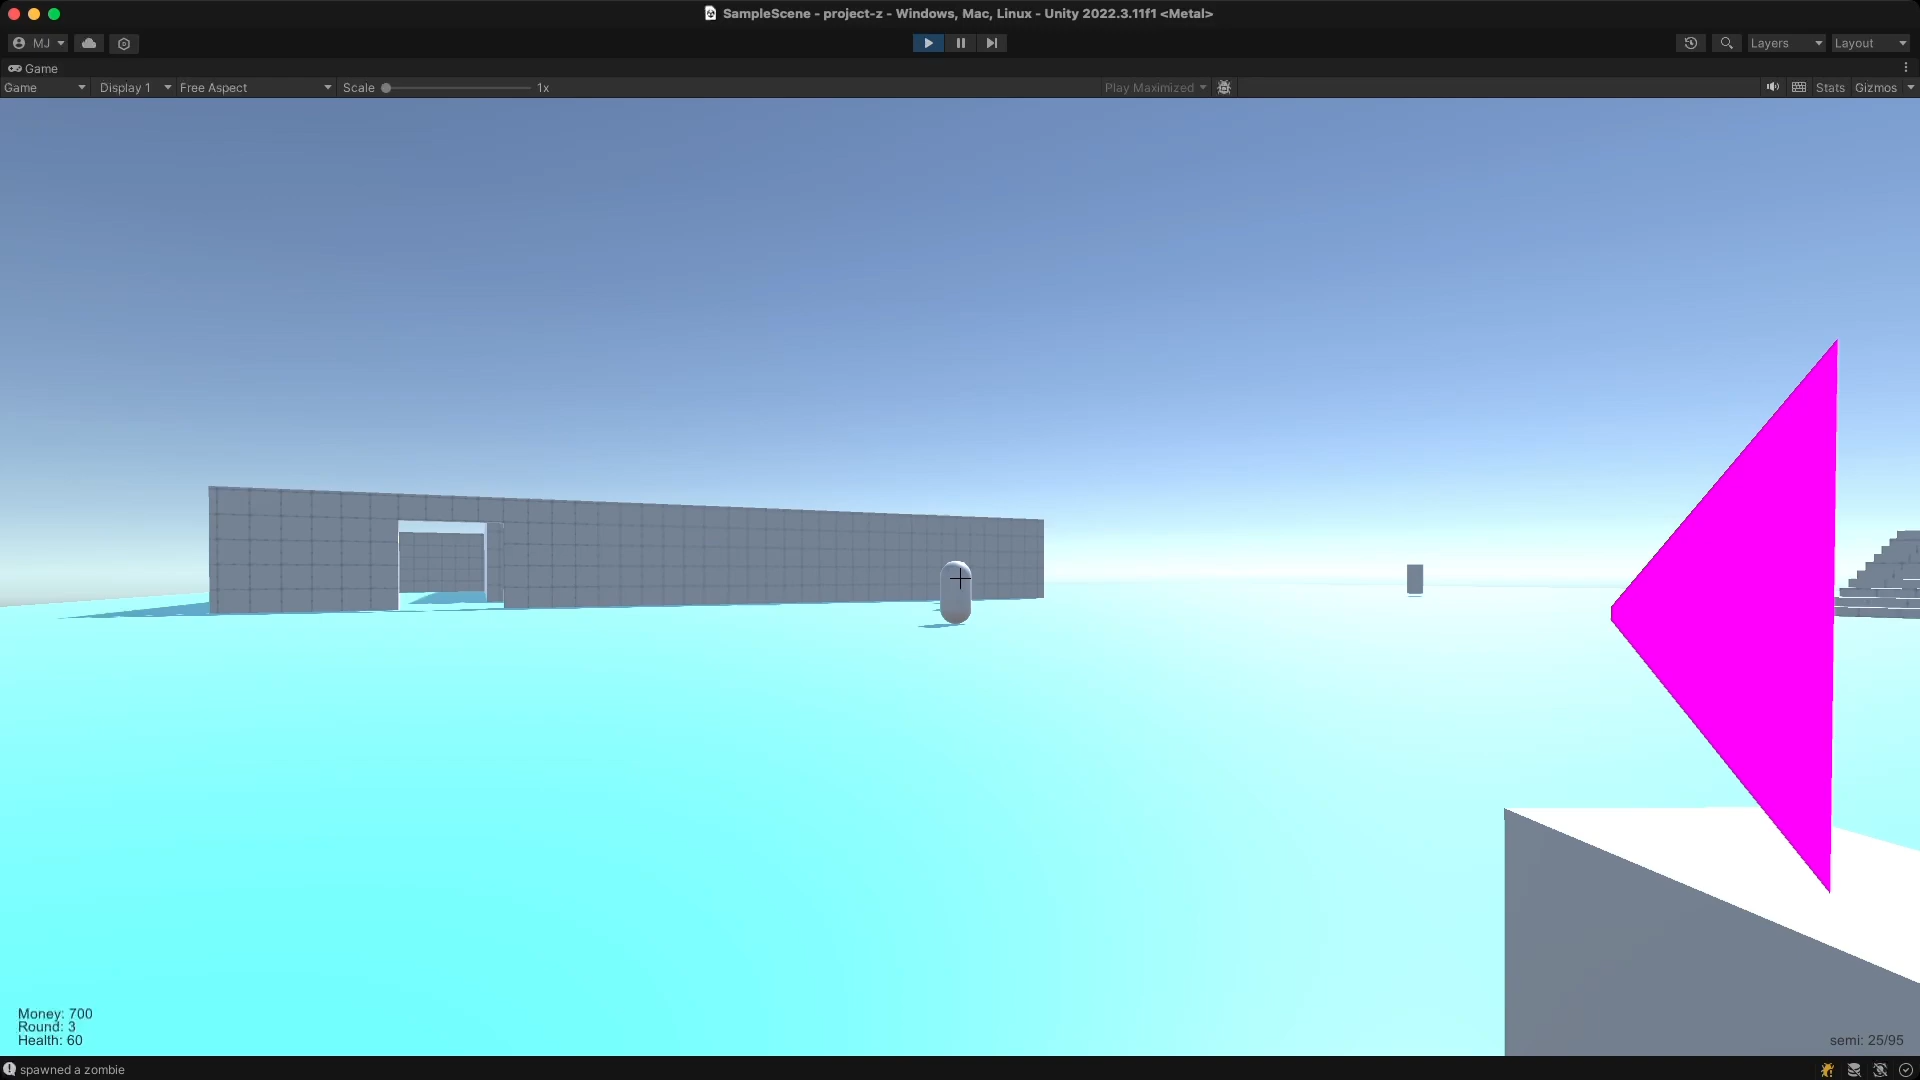 SampleScene - project-z - Windows, Mac, Linux - Unity 2022.3.11f1 <Metal>
MJ
Layers
Layout
Game
Game
Display 1
Free Aspect
Scale
1x
Play Maximized
Stats
Gizmos
Money: 700
Round: 3
Health: 60
semi: 25/95
spawned a zombie